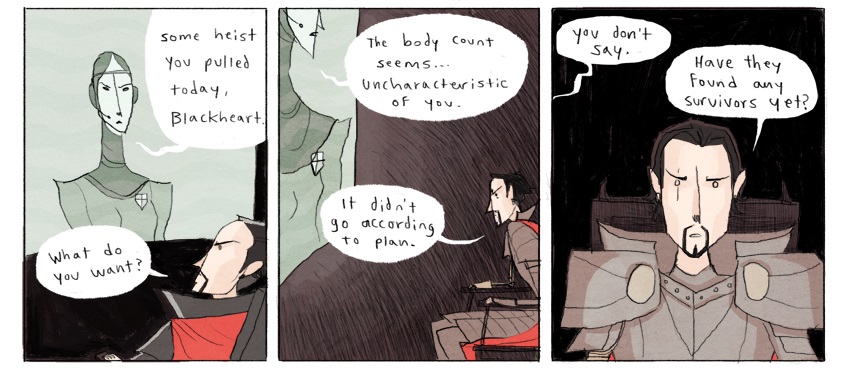 some heist
you pulled
today,
Blackheart.
What do
you want?
The body count
seems...
uncharacteristic
of you.
It didn't
go according
to plan.
you don't
say.
Have they
found any
survivors yet?